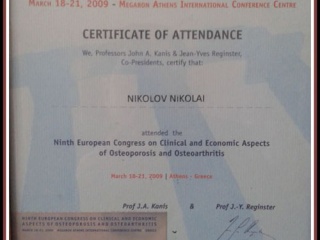 MARCH 18-21, 2009 - MEGARON ATHENS INTERNATIONAL CONFERENCE CENTRE
CERTIFICATE OF ATTENDANCE
We, Professors John A. Kanis & Jean-Yves Reginster,
Co-Presidents, certify that:
NIKOLOV NIKOLAI
attended the
Ninth European Congress on Clinical and Economic Aspects
of Osteoporosis and Osteoarthritis
March 18-21, 2009 | Athens - Greece
Prof J.A. Kanis & Prof J.-Y. Reginster
NINTH EUROPEAN CONGRESS ON CLINICAL AND ECONOMIC
ASPECTS OF OSTEOPOROSIS AND OSTEOARTHRITIS